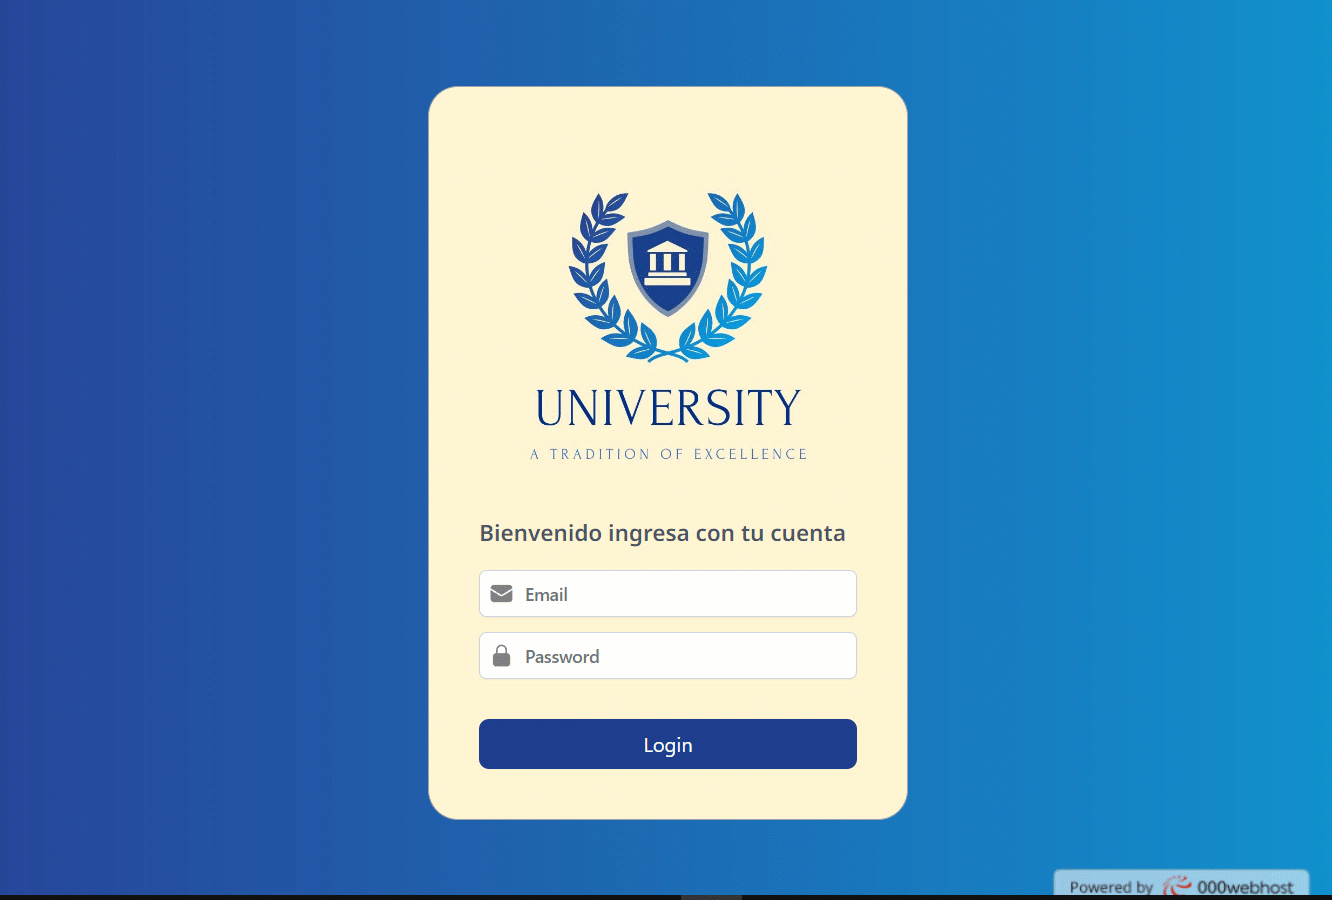 UNIVERSITY
A TRADITION OF EXCELLENCE
Bienvenido ingresa con tu cuenta
Email
Password
Login
Powered by 000webhost